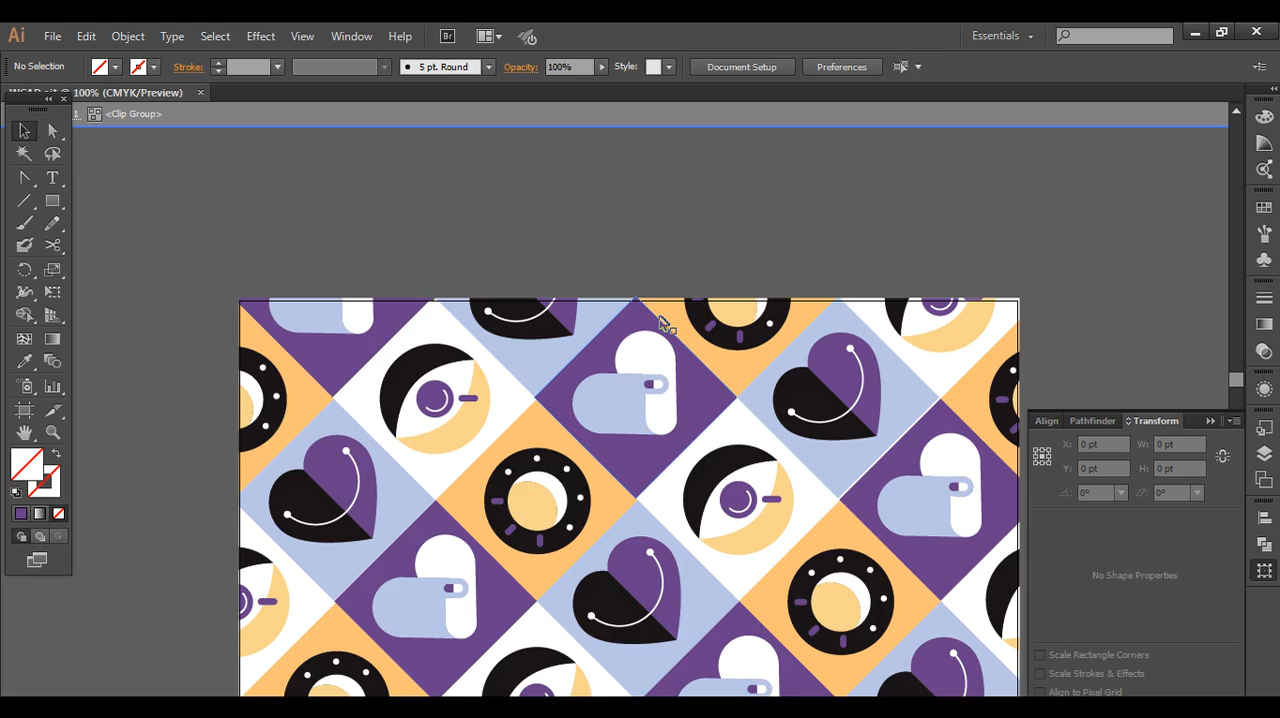 Ai File Edit Object Type Select Effect View Window Help Br Essentials
No Selection Stroke: 5 pt. Round Opacity: 100% Style: Document Setup Preferences
@ 100% (CMYK/Preview)
1 <Clip Group>
T
Align Pathfinder Transform
X: 0 pt W: 0 pt
Y: 0 pt H: 0 pt
0° 0°
No Shape Properties
Scale Rectangle Corners
Scale Strokes & Effects
Align to Pixel Grid